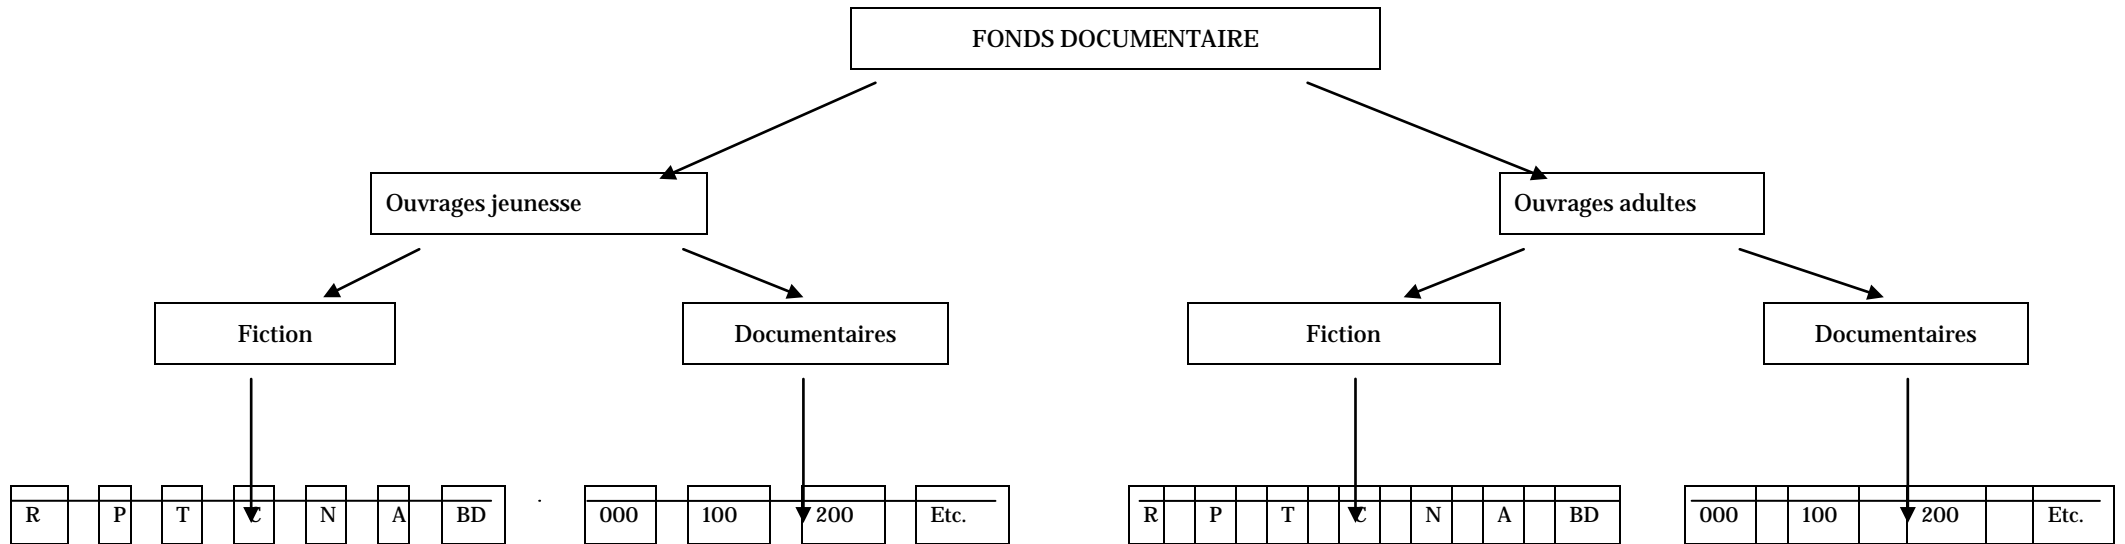 FONDS DOCUMENTAIRE
Ouvrages jeunesse Ouvrages adultes
Fiction Documentaires Fiction Documentaires
R P T C N A BD . 000 100 200 Etc. R P T C N A BD 000 100 200 Etc.